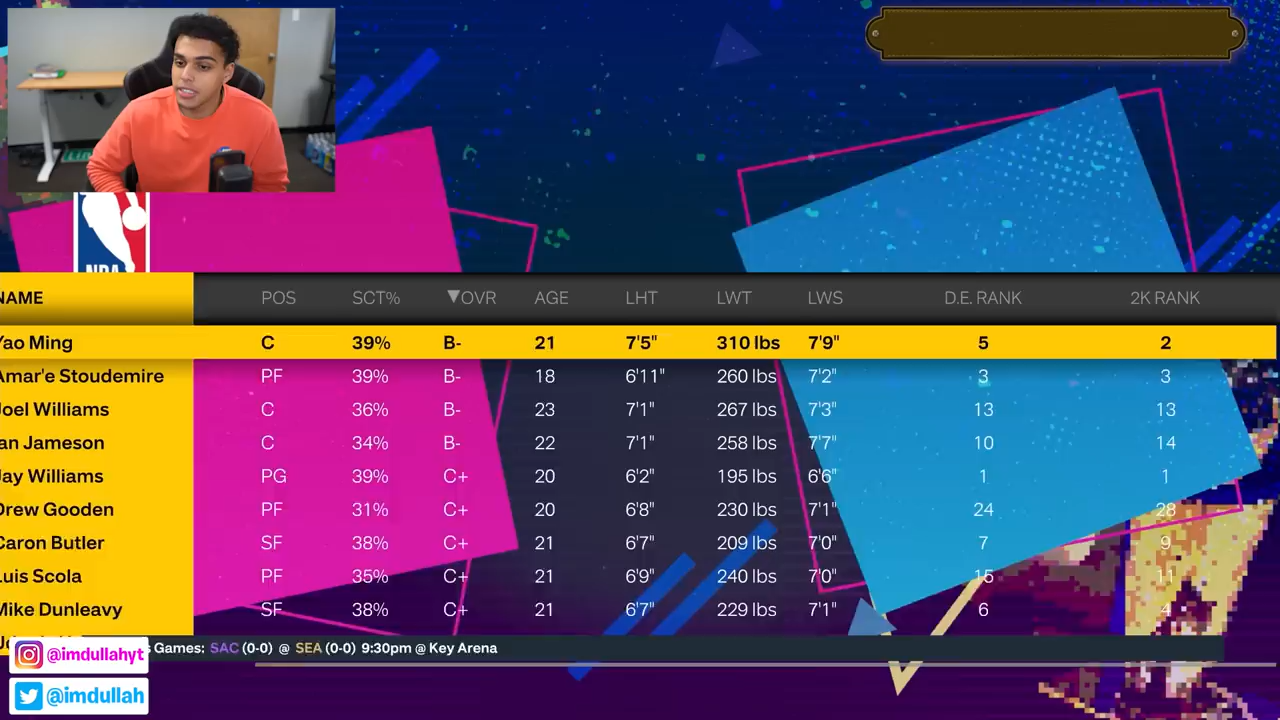 NBA
NAME POS SCT% ▼OVR AGE LHT LWT LWS D.E. RANK 2K RANK
Yao Ming C 39% B- 21 7'5" 310 lbs 7'9" 5 2
Amar'e Stoudemire PF 39% B- 18 6'11" 260 lbs 7'2" 3 3
Joel Williams C 36% B- 23 7'1" 267 lbs 7'3" 13 13
an Jameson C 34% B- 22 7'1" 258 lbs 7'7" 10 14
Jay Williams PG 39% C+ 20 6'2" 195 lbs 6'6" 1 1
Drew Gooden PF 31% C+ 20 6'8" 230 lbs 7'1" 24 28
Caron Butler SF 38% C+ 21 6'7" 209 lbs 7'0" 7 9
Luis Scola PF 35% C+ 21 6'9" 240 lbs 7'0" 15 11
Mike Dunleavy SF 38% C+ 21 6'7" 229 lbs 7'1" 6 4
s Games: SAC (0-0) @ SEA (0-0) 9:30pm @ Key Arena
@imdullahyt
@imdullah